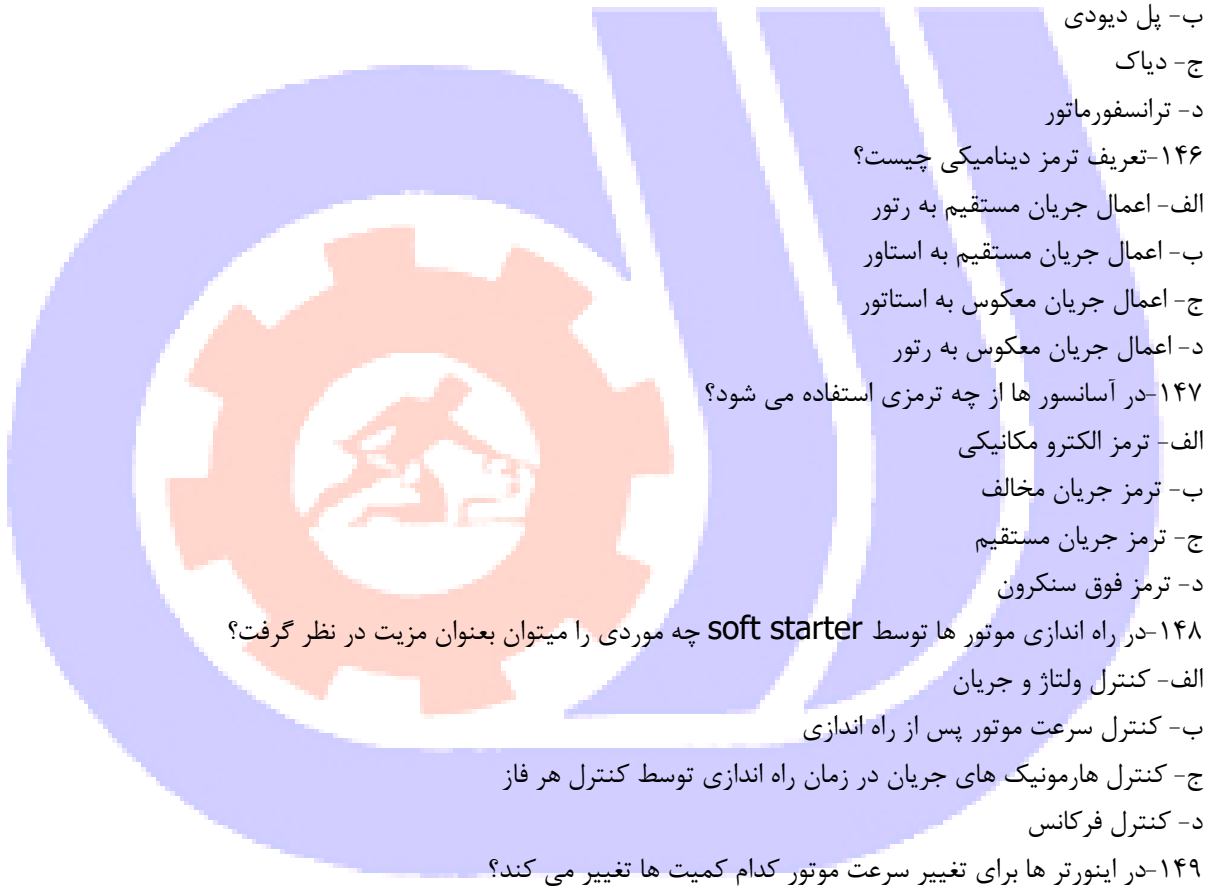 ب- پل دیودی
ج- دیاک
د- ترانسفورماتور
۱۴۶-تعریف ترمز دینامیکی چیست؟
الف- اعمال جریان مستقیم به رتور
ب- اعمال جریان مستقیم به استاور
ج- اعمال جریان معکوس به استاتور
د- اعمال جریان معکوس به رتور
۱۴۷-در آسانسور ها از چه ترمزی استفاده می شود؟
الف- ترمز الکترو مکانیکی
ب- ترمز جریان مخالف
ج- ترمز جریان مستقیم
د- ترمز فوق سنکرون
۱۴۸-در راه اندازی موتور ها توسط soft starter چه موردی را میتوان بعنوان مزیت در نظر گرفت؟
الف- کنترل ولتاژ و جریان
ب- کنترل سرعت موتور پس از راه اندازی
ج- کنترل هارمونیک های جریان در زمان راه اندازی توسط کنترل هر فاز
د- کنترل فرکانس
۱۴۹-در اینورتر ها برای تغییر سرعت موتور کدام کمیت ها تغییر می کند؟